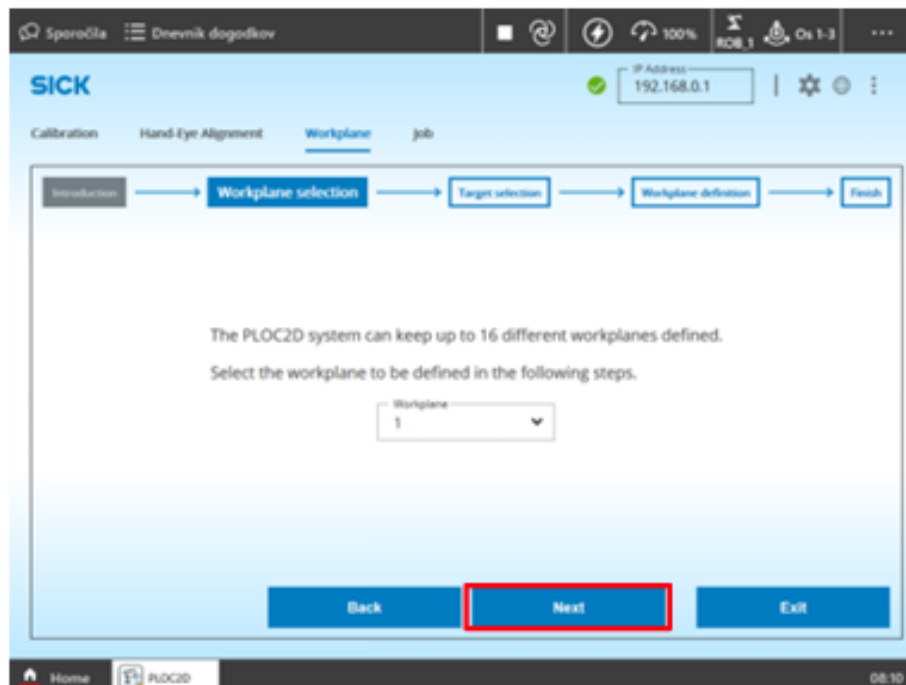 Sporočila Dnevnik dogodkov 100% ROB_1 Os 1-3
SICK IP Address 192.168.0.1
Calibration Hand-Eye Alignment Workplane Job
Introduction Workplane selection Target selection Workplane definition Finish
The PLOC2D system can keep up to 16 different workplanes defined.
Select the workplane to be defined in the following steps.
Workplane
1
Back Next Exit
Home PLOC2D 08:10